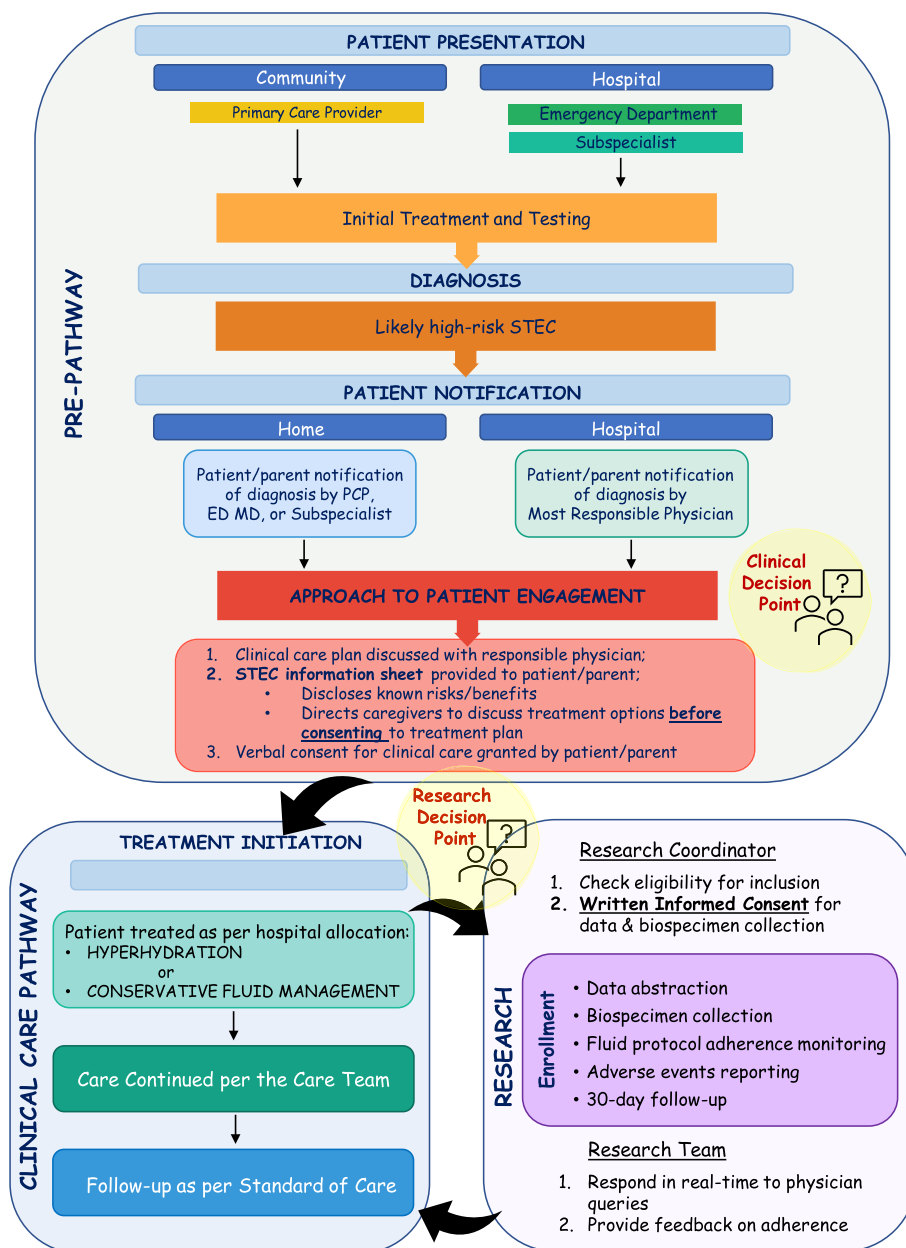 PATIENT PRESENTATION
Community
Hospital
Primary Care Provider
Emergency Department
Subspecialist
Initial Treatment and Testing
DIAGNOSIS
Likely high-risk STEC
PATIENT NOTIFICATION
Home
Hospital
Patient/parent notification
of diagnosis by PCP,
ED MD, or Subspecialist
Patient/parent notification
of diagnosis by
Most Responsible Physician
PRE-PATHWAY
Clinical
Decision
Point
?
APPROACH TO PATIENT ENGAGEMENT
1. Clinical care plan discussed with responsible physician;
2. STEC information sheet provided to patient/parent;
• Discloses known risks/benefits
• Directs caregivers to discuss treatment options before
consenting to treatment plan
3. Verbal consent for clinical care granted by patient/parent
Research
Decision
Point
?
CLINICAL CARE PATHWAY
TREATMENT INITIATION
Patient treated as per hospital allocation:
• HYPERHYDRATION
or
• CONSERVATIVE FLUID MANAGEMENT
Care Continued per the Care Team
Follow-up as per Standard of Care
RESEARCH
Research Coordinator
1. Check eligibility for inclusion
2. Written Informed Consent for
data & biospecimen collection
Enrollment
• Data abstraction
• Biospecimen collection
• Fluid protocol adherence monitoring
• Adverse events reporting
• 30-day follow-up
Research Team
1. Respond in real-time to physician
queries
2. Provide feedback on adherence